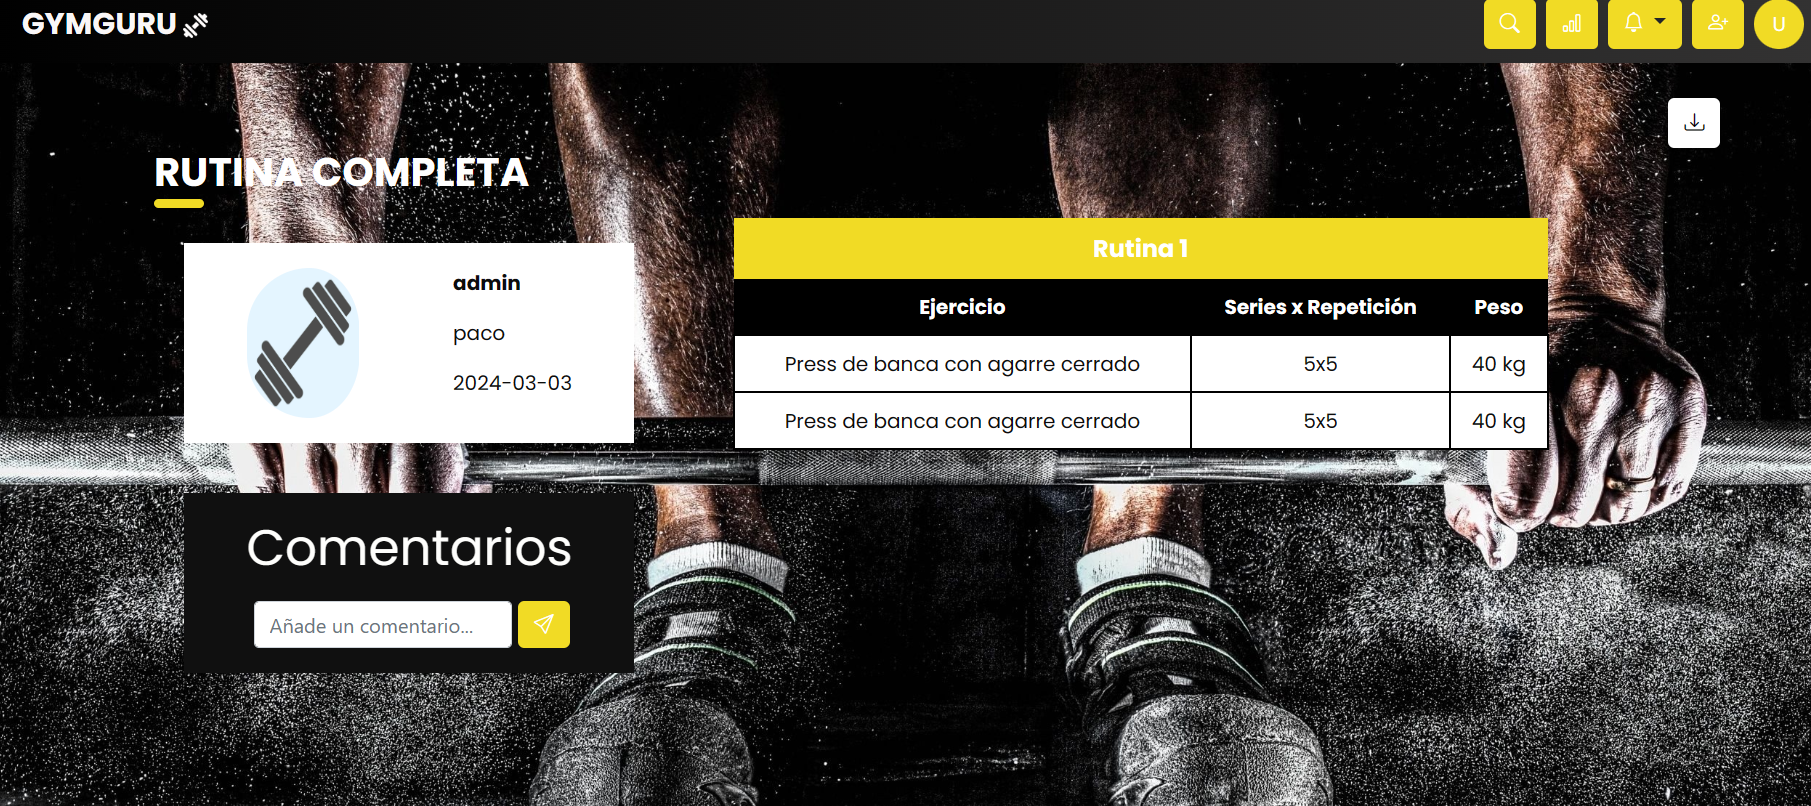 GYMGURU
U
RUTINA COMPLETA
admin
paco
2024-03-03
Rutina 1
Ejercicio Series x Repetición Peso
Press de banca con agarre cerrado 5x5 40 kg
Press de banca con agarre cerrado 5x5 40 kg
Comentarios
Añade un comentario...